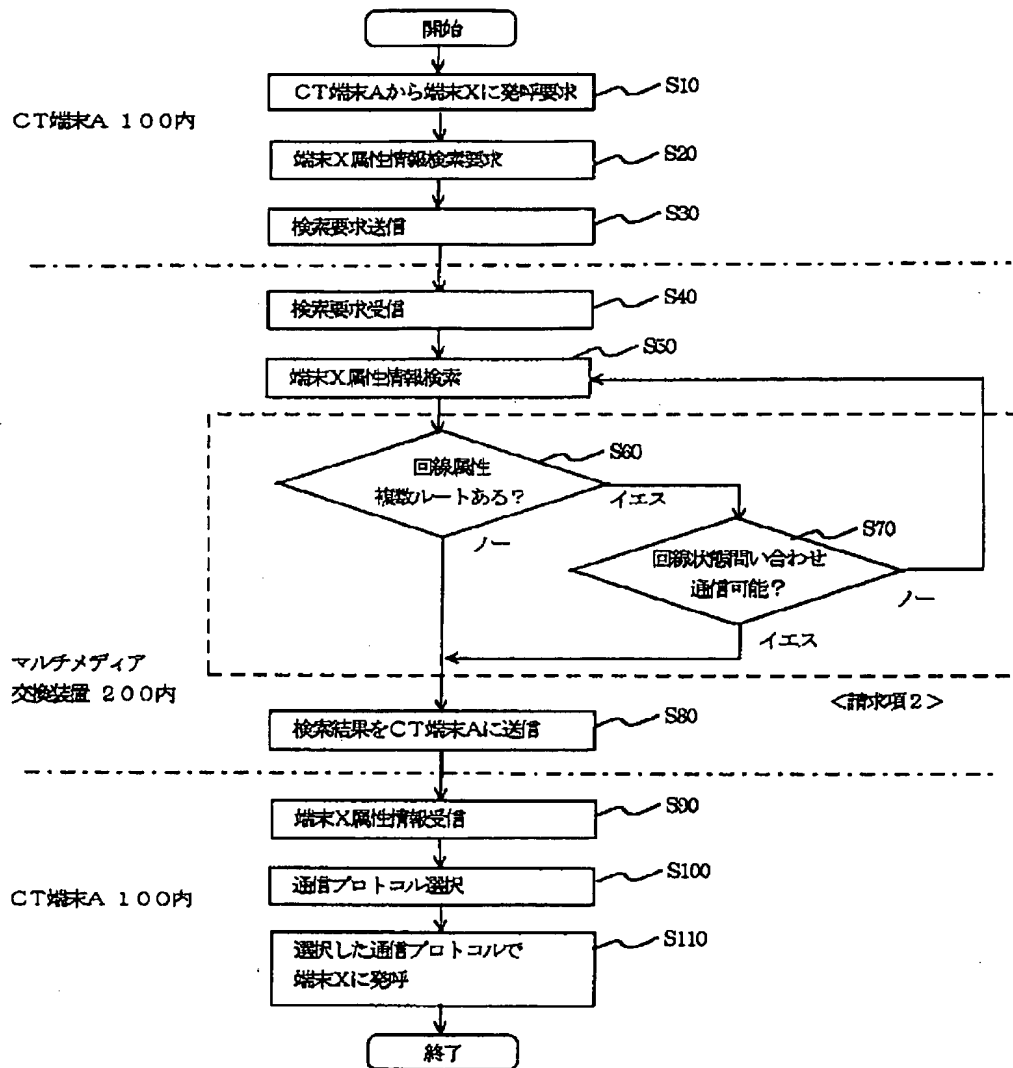 開始
CT端末Aから端末Xに発呼要求
S10
CT端末A 100内
端末X属性情報検索要求
S20
検索要求送信
S30
検索要求受信
S40
端末X属性情報検索
S50
回線属性
複数ルートある?
S60
イエス
ノー
回線状態問い合わせ
通信可能?
S70
ノー
イエス
マルチメディア
交換装置 200内
<請求項2>
検索結果をCT端末Aに送信
S80
端末X属性情報受信
S90
通信プロトコル選択
S100
CT端末A 100内
選択した通信プロトコルで
端末Xに発呼
S110
終了